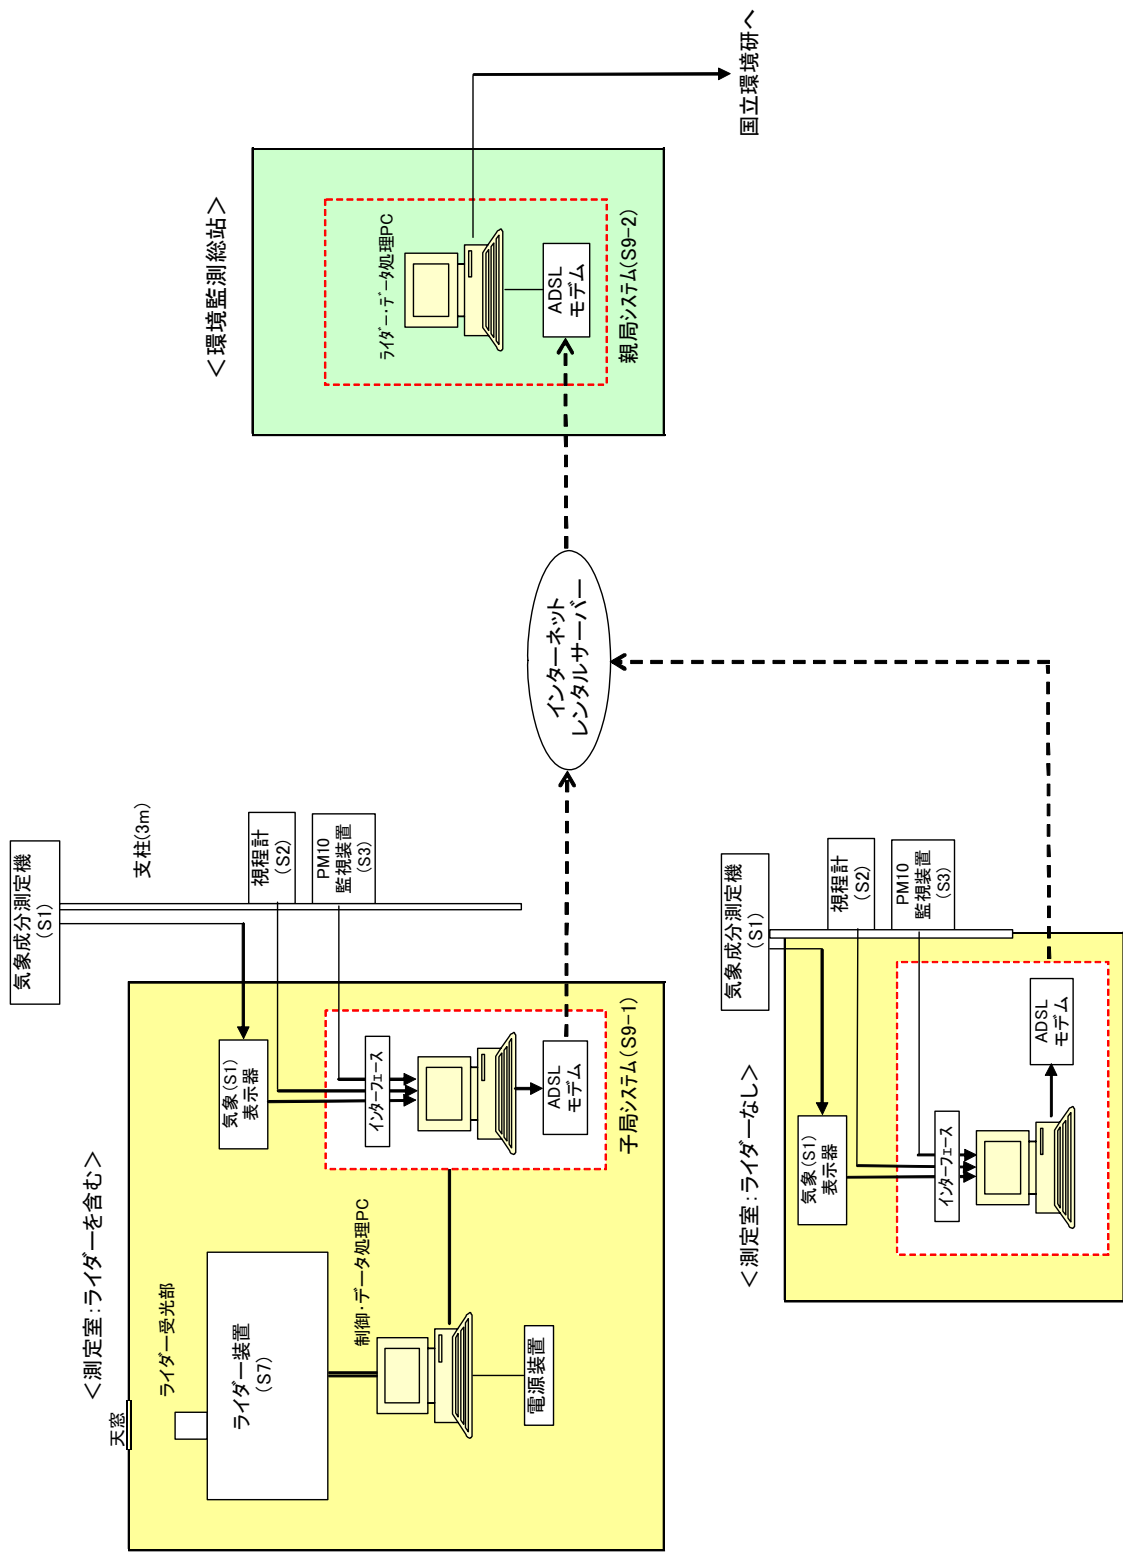 ＜測定室：ライダーを含む＞
天窓
ライダー受光部
ライダー装置
(S7)
制御・データ処理PC
電源装置
気象成分測定機
(S1)
支柱(3m)
視程計
(S2)
PM10
監視装置
(S3)
気象(S1)
表示器
インターフェース
ADSL
モデム
子局システム(S9-1)
インターネット
レンタルサーバー
＜環境監測総站＞
ライダー・データ処理PC
ADSL
モデム
親局システム(S9-2)
国立環境研へ
＜測定室：ライダーなし＞
気象成分測定機
(S1)
視程計
(S2)
PM10
監視装置
(S3)
気象(S1)
表示器
インターフェース
ADSL
モデム